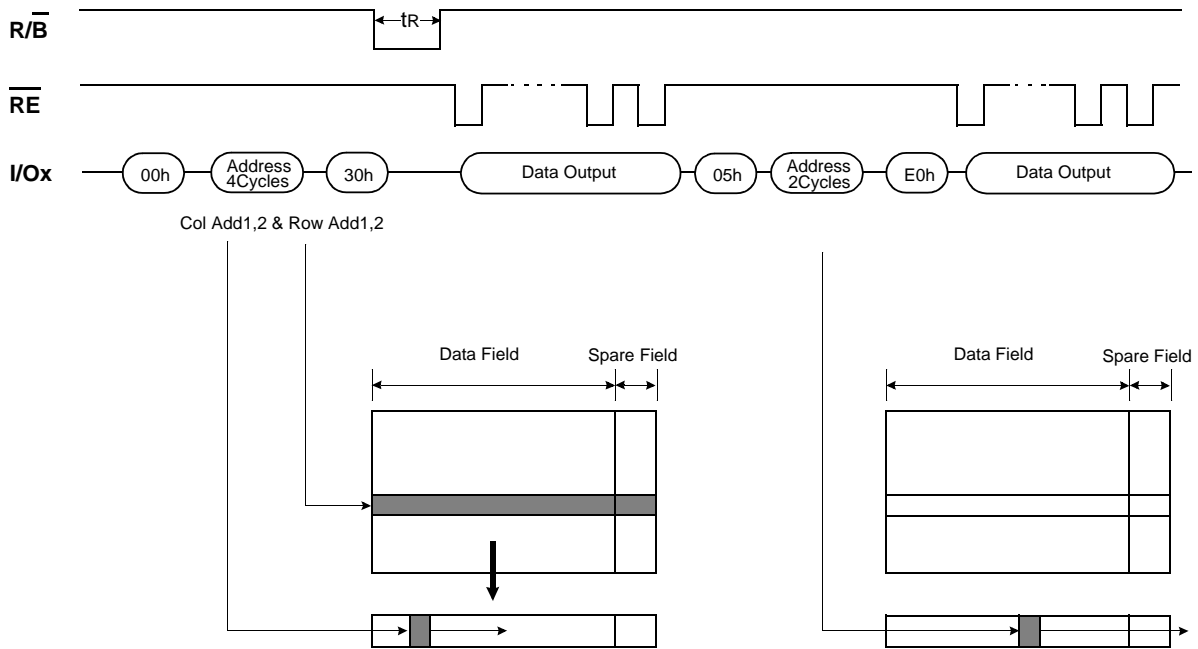 R/B
tR
RE
I/Ox
00h
Address
4Cycles
30h
Data Output
05h
Address
2Cycles
E0h
Data Output
Col Add1,2 & Row Add1,2
Data Field
Spare Field
Data Field
Spare Field